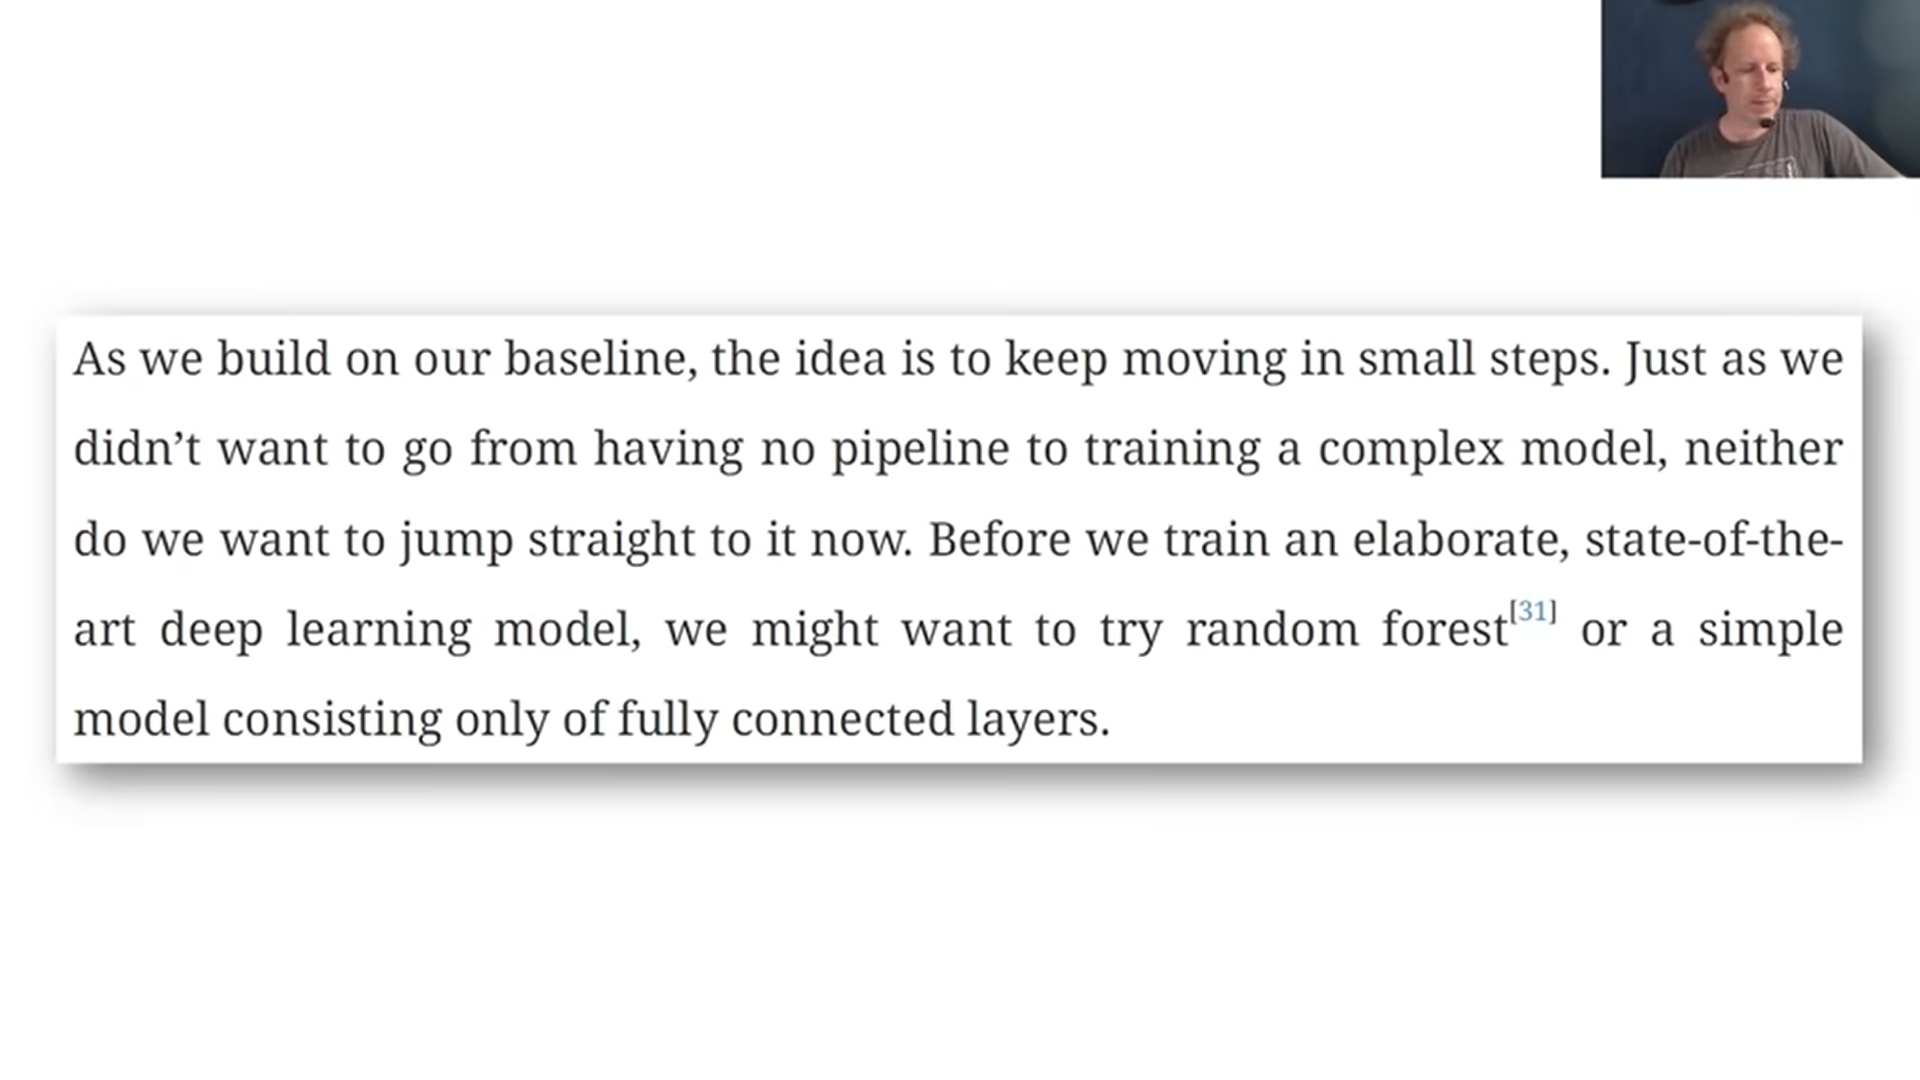 As we build on our baseline, the idea is to keep moving in small steps. Just as we
didn’t want to go from having no pipeline to training a complex model, neither
do we want to jump straight to it now. Before we train an elaborate, state-of-the-
art deep learning model, we might want to try random forest[31] or a simple
model consisting only of fully connected layers.